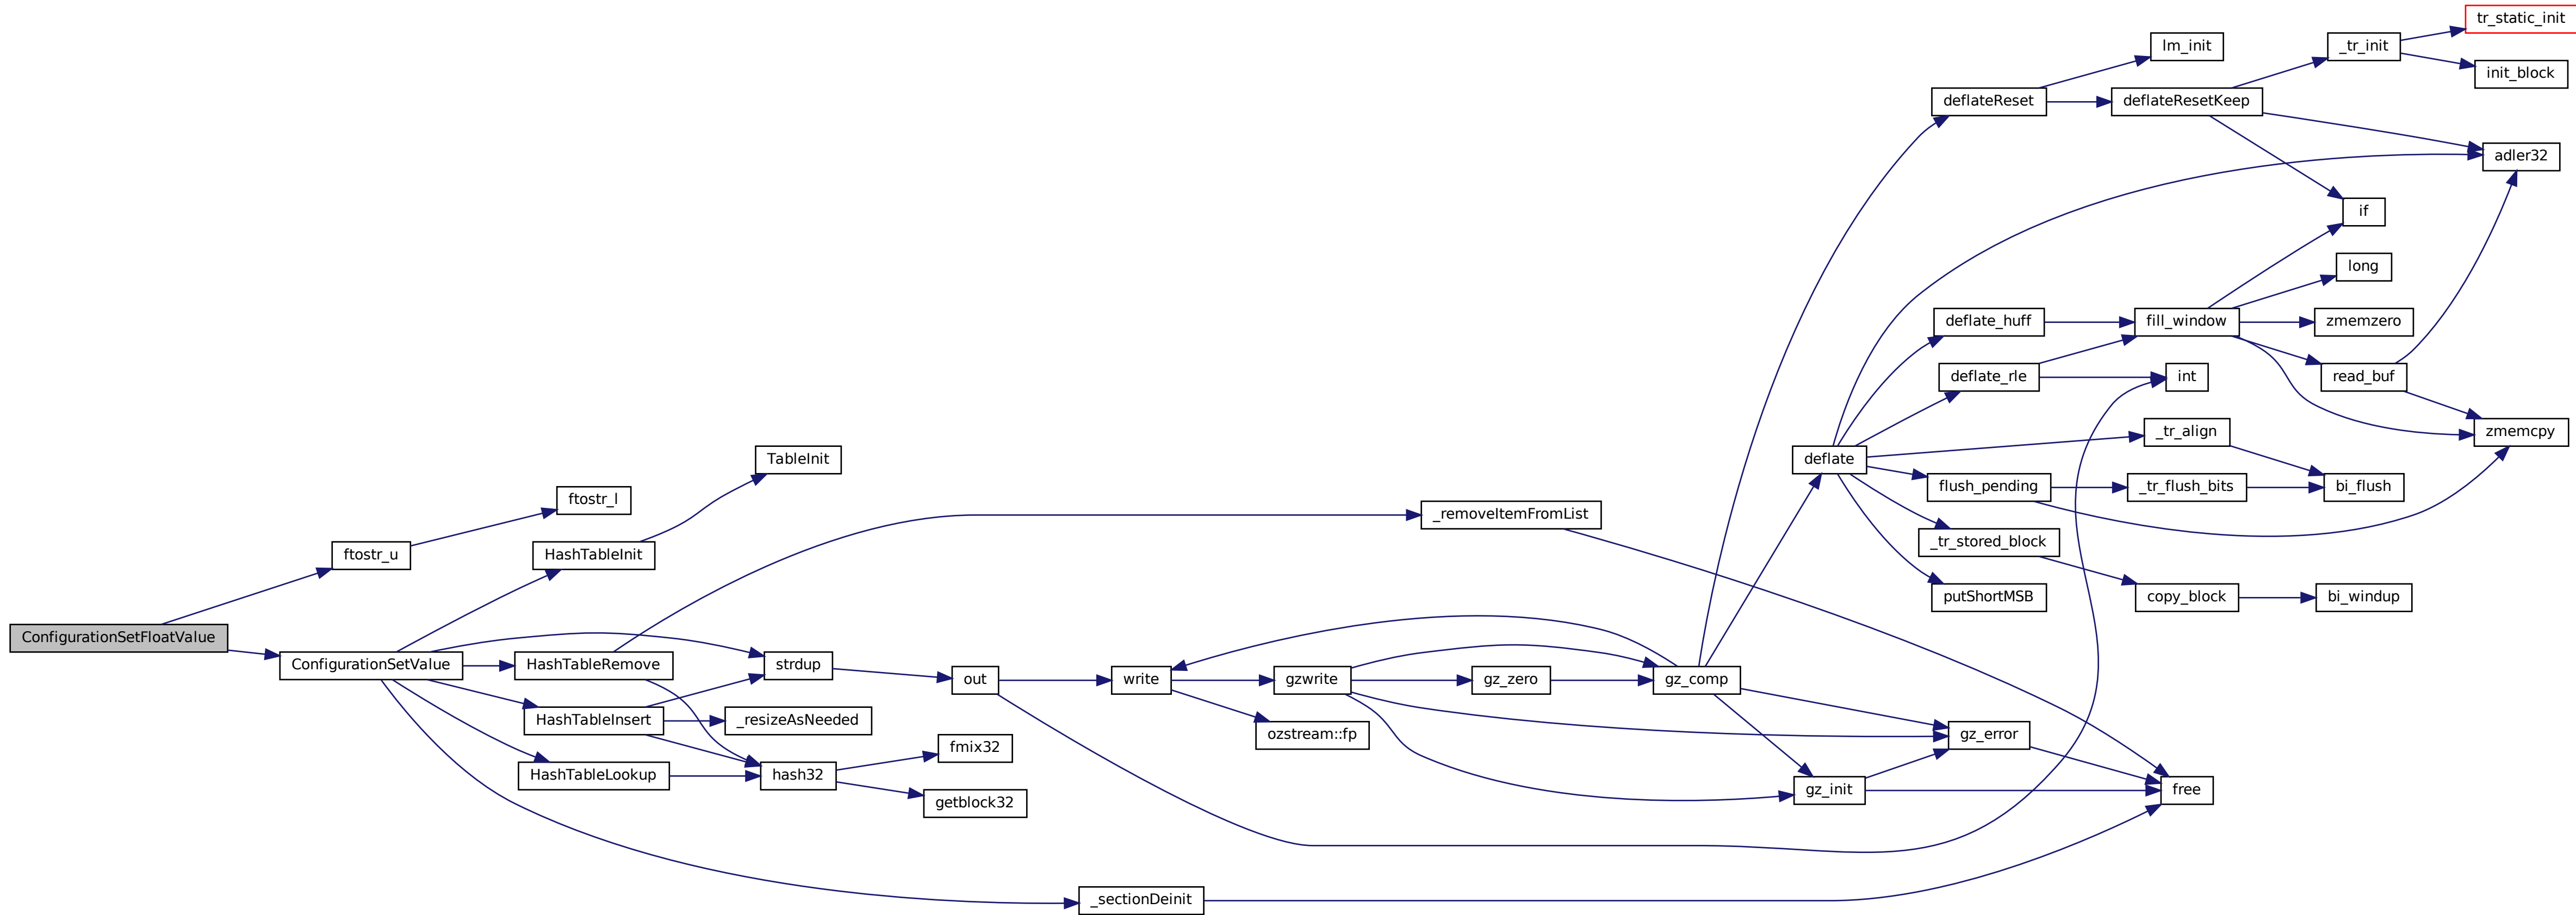 tr_static_init
lm_init
_tr_init
init_block
deflateReset
deflateResetKeep
adler32
if
long
deflate_huff
fill_window
zmemzero
deflate_rle
int
read_buf
TableInit
deflate
_tr_align
zmemcpy
ftostr_l
flush_pending
_tr_flush_bits
bi_flush
_removeItemFromList
ftostr_u
HashTableInit
_tr_stored_block
putShortMSB
copy_block
bi_windup
ConfigurationSetFloatValue
ConfigurationSetValue
HashTableRemove
strdup
out
write
gzwrite
gz_zero
gz_comp
HashTableInsert
_resizeAsNeeded
ozstream::fp
gz_error
fmix32
HashTableLookup
hash32
getblock32
gz_init
free
_sectionDeinit